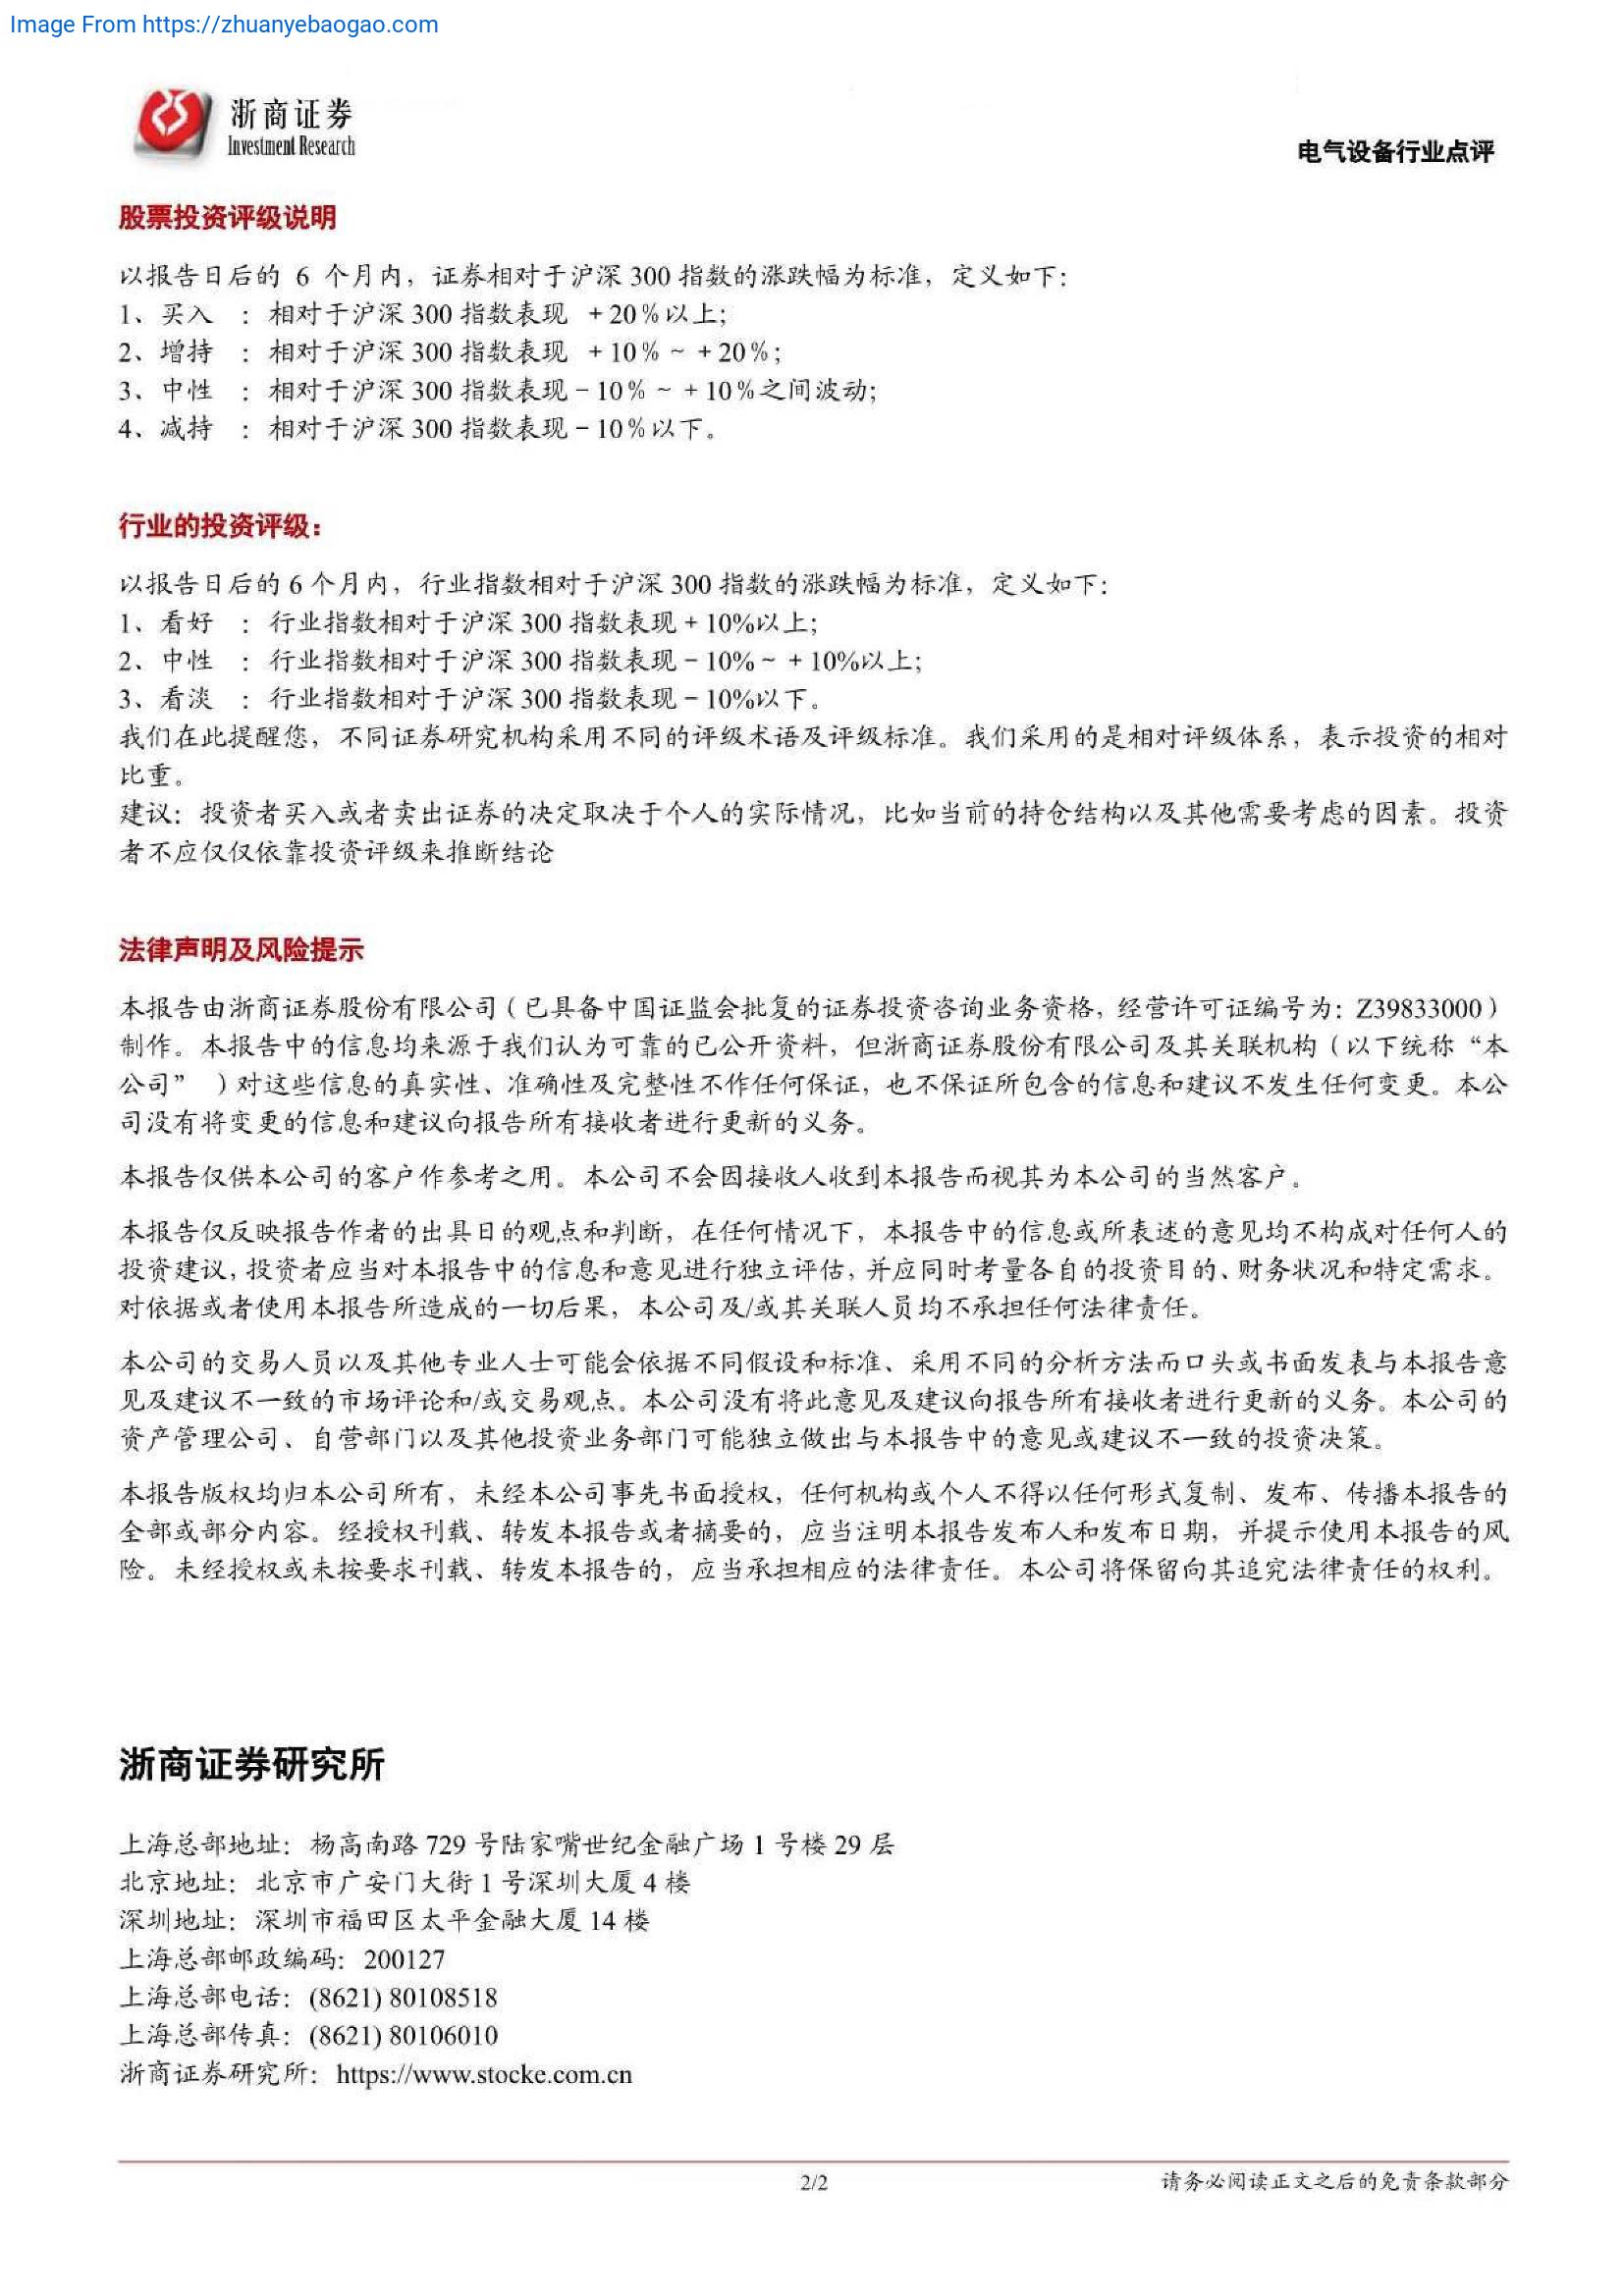 Image From https://zhuanyebaogao.com
浙商证券
Investment Research
电气设备行业点评
股票投资评级说明
以报告日后的 6 个月内，证券相对于沪深 300 指数的涨跌幅为标准，定义如下：
1、买入 ：相对于沪深 300 指数表现 ＋20％以上；
2、增持 ：相对于沪深 300 指数表现 ＋10％～＋20％；
3、中性 ：相对于沪深 300 指数表现－10％～＋10％之间波动；
4、减持 ：相对于沪深 300 指数表现－10％以下。
行业的投资评级：
以报告日后的 6 个月内，行业指数相对于沪深 300 指数的涨跌幅为标准，定义如下：
1、看好 ：行业指数相对于沪深 300 指数表现＋10%以上；
2、中性 ：行业指数相对于沪深 300 指数表现－10%～＋10%以上；
3、看淡 ：行业指数相对于沪深 300 指数表现－10%以下。
我们在此提醒您，不同证券研究机构采用不同的评级术语及评级标准。我们采用的是相对评级体系，表示投资的相对
比重。
建议：投资者买入或者卖出证券的决定取决于个人的实际情况，比如当前的持仓结构以及其他需要考虑的因素。投资
者不应仅仅依靠投资评级来推断结论
法律声明及风险提示
本报告由浙商证券股份有限公司（已具备中国证监会批复的证券投资咨询业务资格，经营许可证编号为：Z39833000）
制作。本报告中的信息均来源于我们认为可靠的已公开资料，但浙商证券股份有限公司及其关联机构（以下统称“本
公司” ）对这些信息的真实性、准确性及完整性不作任何保证，也不保证所包含的信息和建议不发生任何变更。本公
司没有将变更的信息和建议向报告所有接收者进行更新的义务。
本报告仅供本公司的客户作参考之用。本公司不会因接收人收到本报告而视其为本公司的当然客户。
本报告仅反映报告作者的出具日的观点和判断，在任何情况下，本报告中的信息或所表述的意见均不构成对任何人的
投资建议，投资者应当对本报告中的信息和意见进行独立评估，并应同时考量各自的投资目的、财务状况和特定需求。
对依据或者使用本报告所造成的一切后果，本公司及/或其关联人员均不承担任何法律责任。
本公司的交易人员以及其他专业人士可能会依据不同假设和标准、采用不同的分析方法而口头或书面发表与本报告意
见及建议不一致的市场评论和/或交易观点。本公司没有将此意见及建议向报告所有接收者进行更新的义务。本公司的
资产管理公司、自营部门以及其他投资业务部门可能独立做出与本报告中的意见或建议不一致的投资决策。
本报告版权均归本公司所有，未经本公司事先书面授权，任何机构或个人不得以任何形式复制、发布、传播本报告的
全部或部分内容。经授权刊载、转发本报告或者摘要的，应当注明本报告发布人和发布日期，并提示使用本报告的风
险。未经授权或未按要求刊载、转发本报告的，应当承担相应的法律责任。本公司将保留向其追究法律责任的权利。
浙商证券研究所
上海总部地址：杨高南路 729 号陆家嘴世纪金融广场 1 号楼 29 层
北京地址：北京市广安门大街 1 号深圳大厦 4 楼
深圳地址：深圳市福田区太平金融大厦 14 楼
上海总部邮政编码：200127
上海总部电话：(8621) 80108518
上海总部传真：(8621) 80106010
浙商证券研究所：https://www.stocke.com.cn
2/2
请务必阅读正文之后的免责条款部分